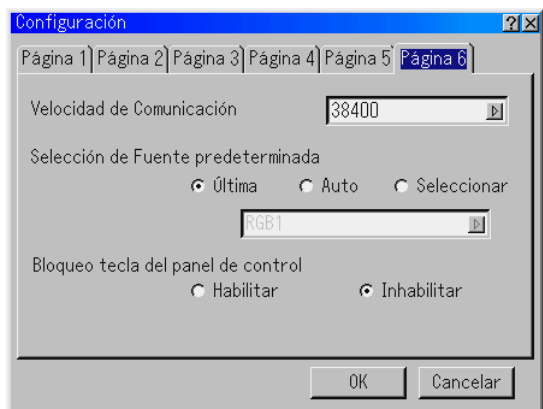 Configuración
Página 1 Página 2 Página 3 Página 4 Página 5 Página 6
Velocidad de Comunicación 38400
Selección de Fuente predeterminada
Última Auto Seleccionar
RGB1
Bloqueo tecla del panel de control
Habilitar Inhabilitar
OK Cancelar